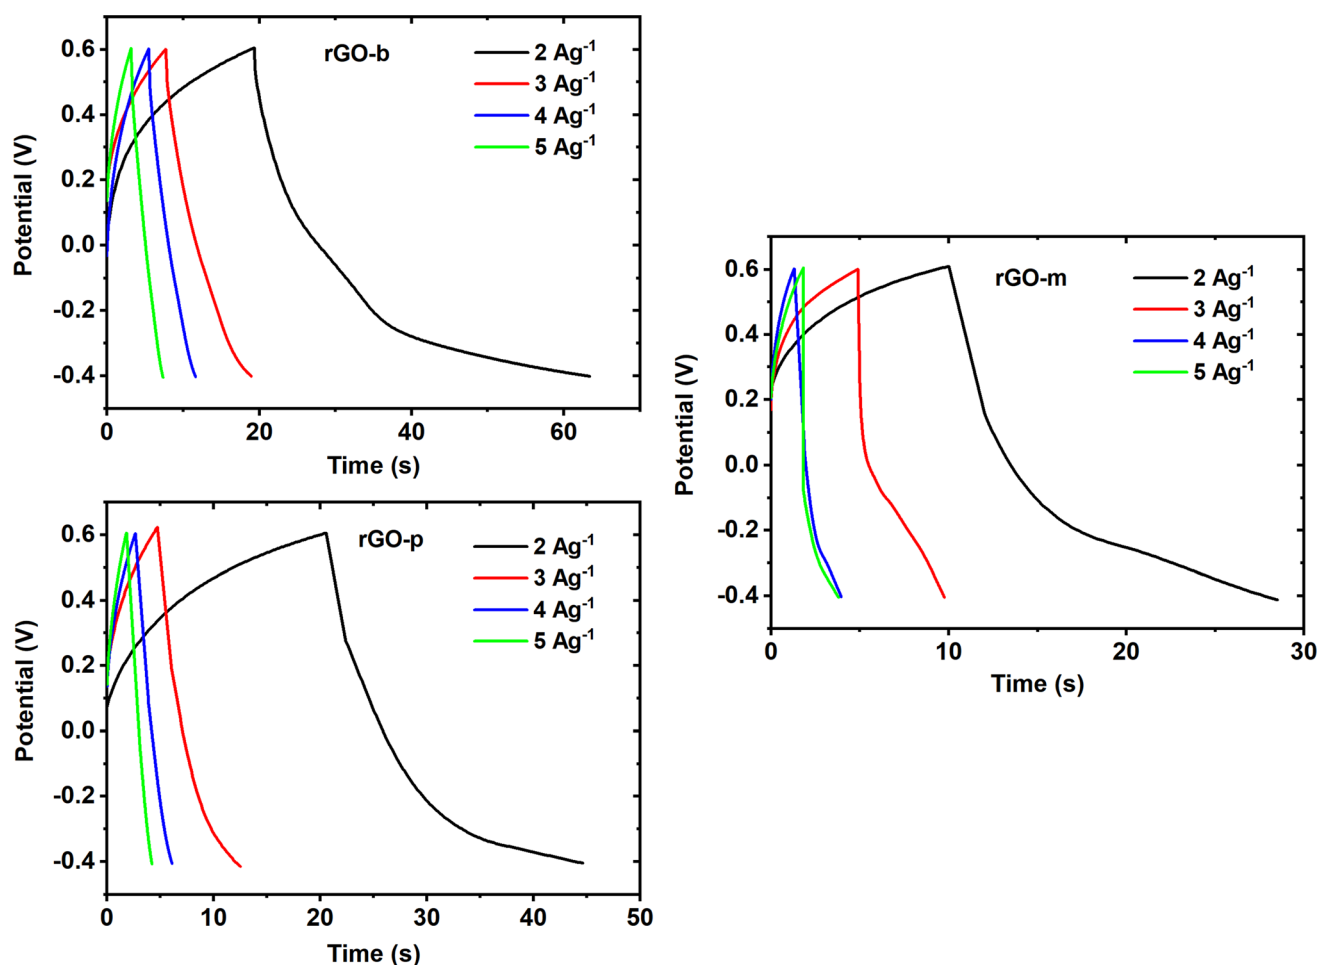 rGO-b
2 Ag-1
3 Ag-1
4 Ag-1
5 Ag-1
0.6
0.4
0.2
0.0
-0.2
-0.4
Potential (V)
0 20 40 60
Time (s)
rGO-p
2 Ag-1
3 Ag-1
4 Ag-1
5 Ag-1
0.6
0.4
0.2
0.0
-0.2
-0.4
Potential (V)
0 10 20 30 40 50
Time (s)
rGO-m
2 Ag-1
3 Ag-1
4 Ag-1
5 Ag-1
0.6
0.4
0.2
0.0
-0.2
-0.4
Potential (V)
0 10 20 30
Time (s)